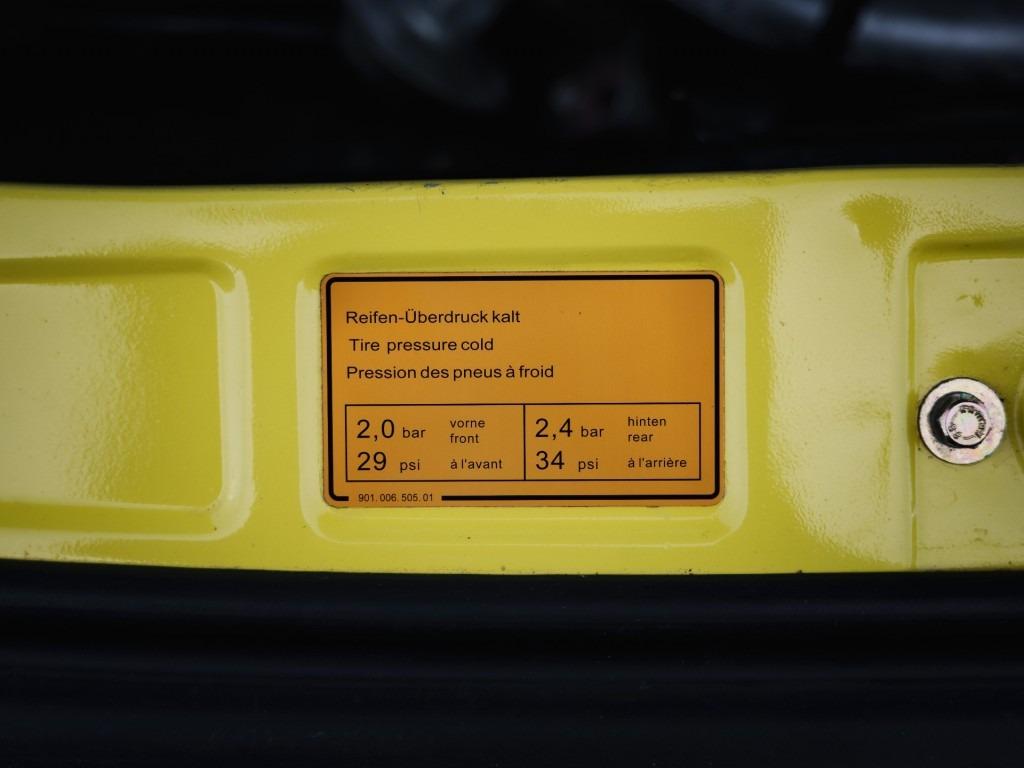 Reifen-Überdruck kalt
Tire pressure cold
Pression des pneus à froid
2,0 bar vorne front
29 psi à l'avant
2,4 bar hinten rear
34 psi à l'arrière
901. 006. 505. 01